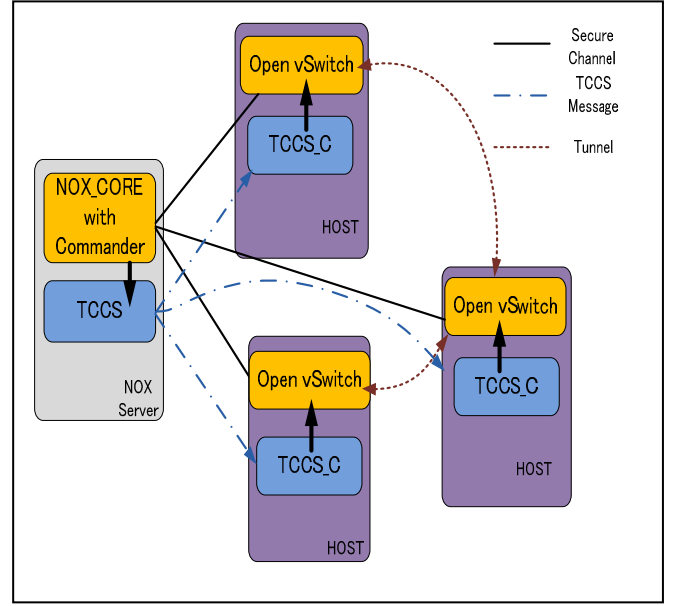 Open vSwitch
TCCS_C
HOST
Secure
Channel
TCCS
Message
Tunnel
NOX_CORE
with
Commander
TCCS
NOX
Server
Open vSwitch
TCCS_C
HOST
Open vSwitch
TCCS_C
HOST